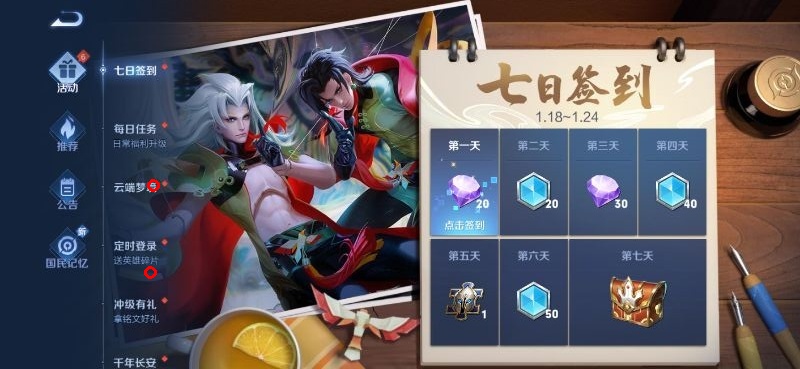 6
活动
推荐
公告
新
国民记忆
七日签到
每日任务
日常福利升级
云端梦
定时登录
送英雄碎片
冲级有礼
拿铭文好礼
千年长安
七日签到
1.18~1.24
第一天
20
点击签到
第二天
20
第三天
30
第四天
40
第五天
1
第六天
50
第七天